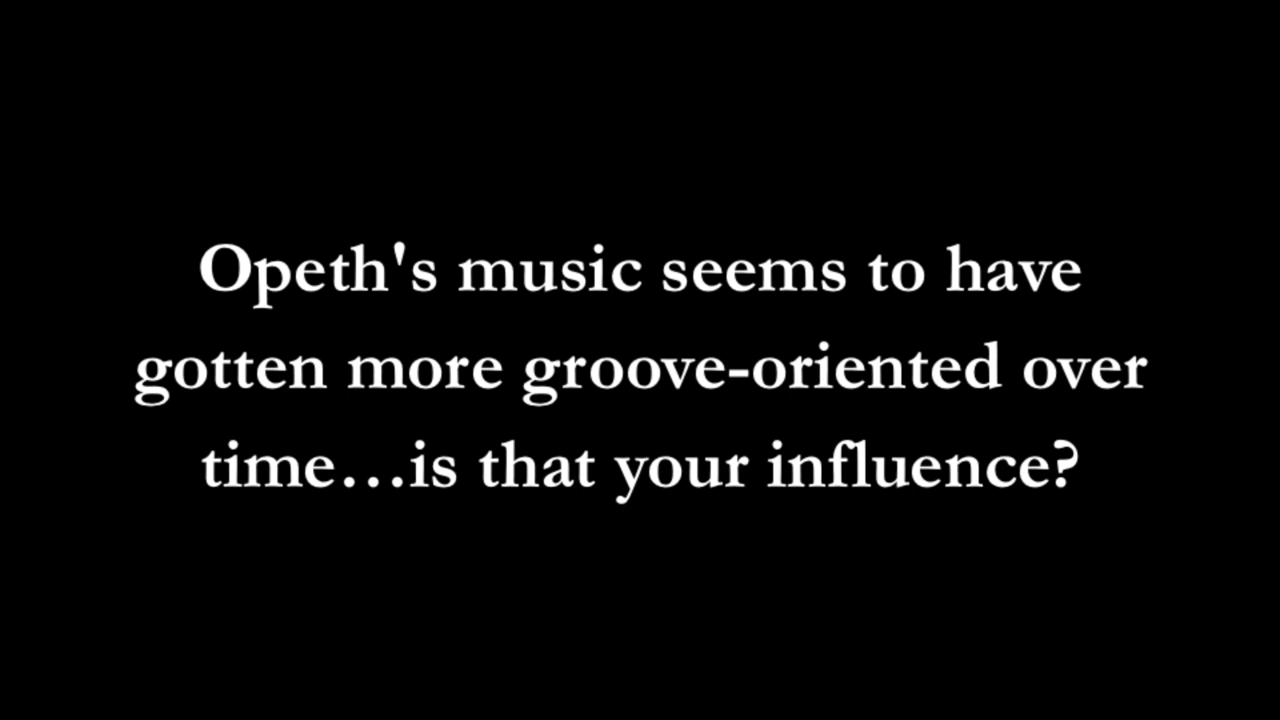 Opeth's music seems to have
gotten more groove-oriented over
time…is that your influence?